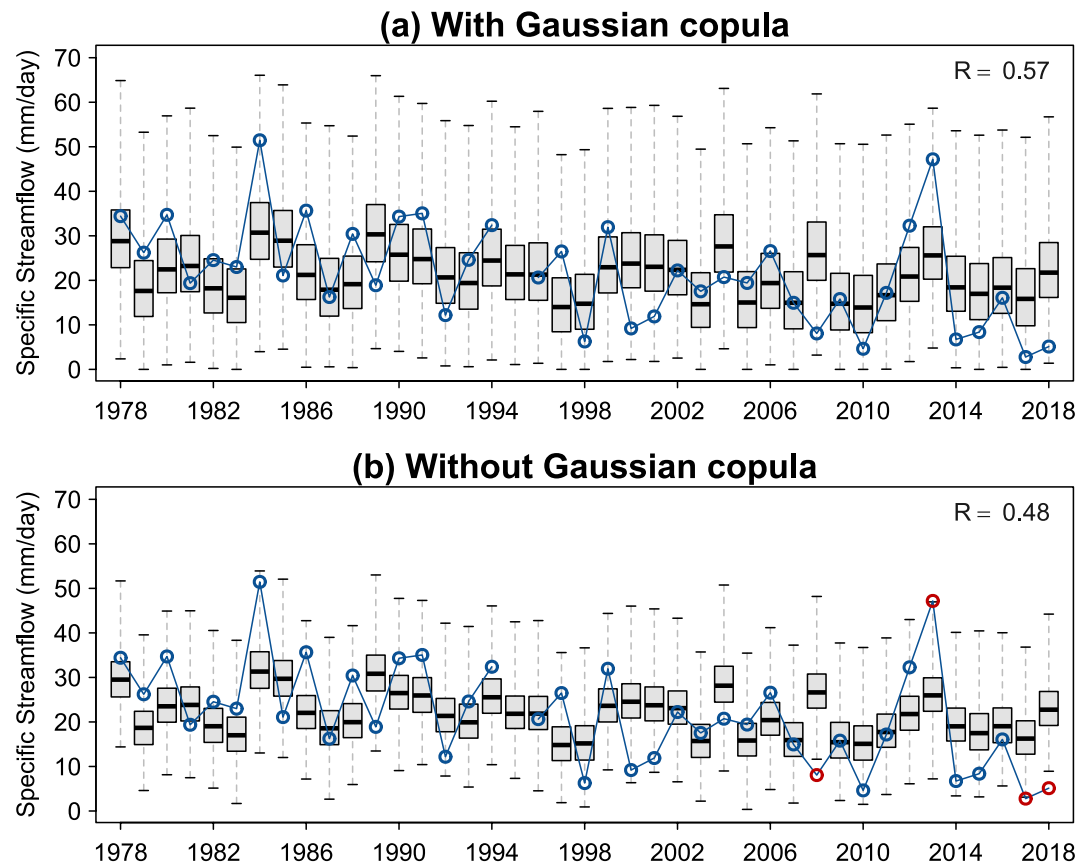 (a) With Gaussian copula
R = 0.57
Specific Streamflow (mm/day)
70
60
50
40
30
20
10
0
1978 1982 1986 1990 1994 1998 2002 2006 2010 2014 2018
(b) Without Gaussian copula
R = 0.48
Specific Streamflow (mm/day)
70
60
50
40
30
20
10
0
1978 1982 1986 1990 1994 1998 2002 2006 2010 2014 2018